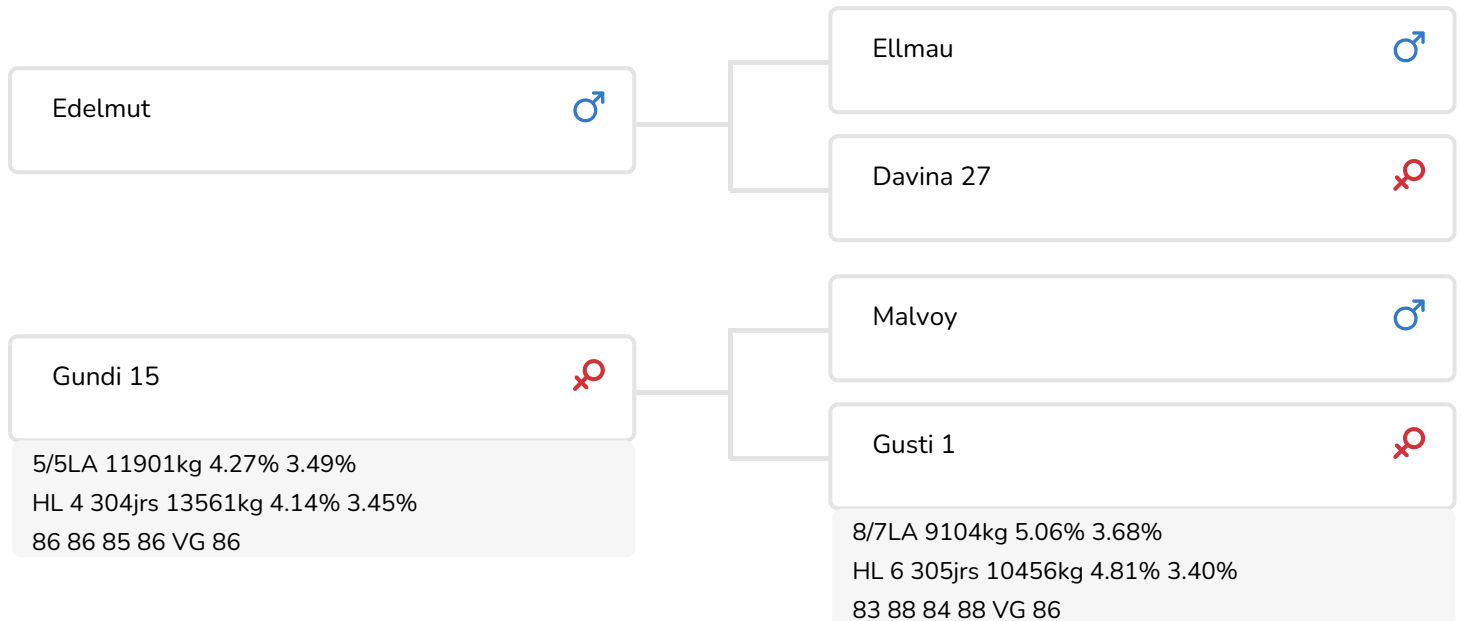 Edelmut
Ellmau
Davina 27
Gundi 15
5/5LA 11901kg 4.27% 3.49%
HL 4 304jrs 13561kg 4.14% 3.45%
86 86 85 86 VG 86
Malvoy
Gusti 1
8/7LA 9104kg 5.06% 3.68%
HL 6 305jrs 10456kg 4.81% 3.40%
83 88 84 88 VG 86